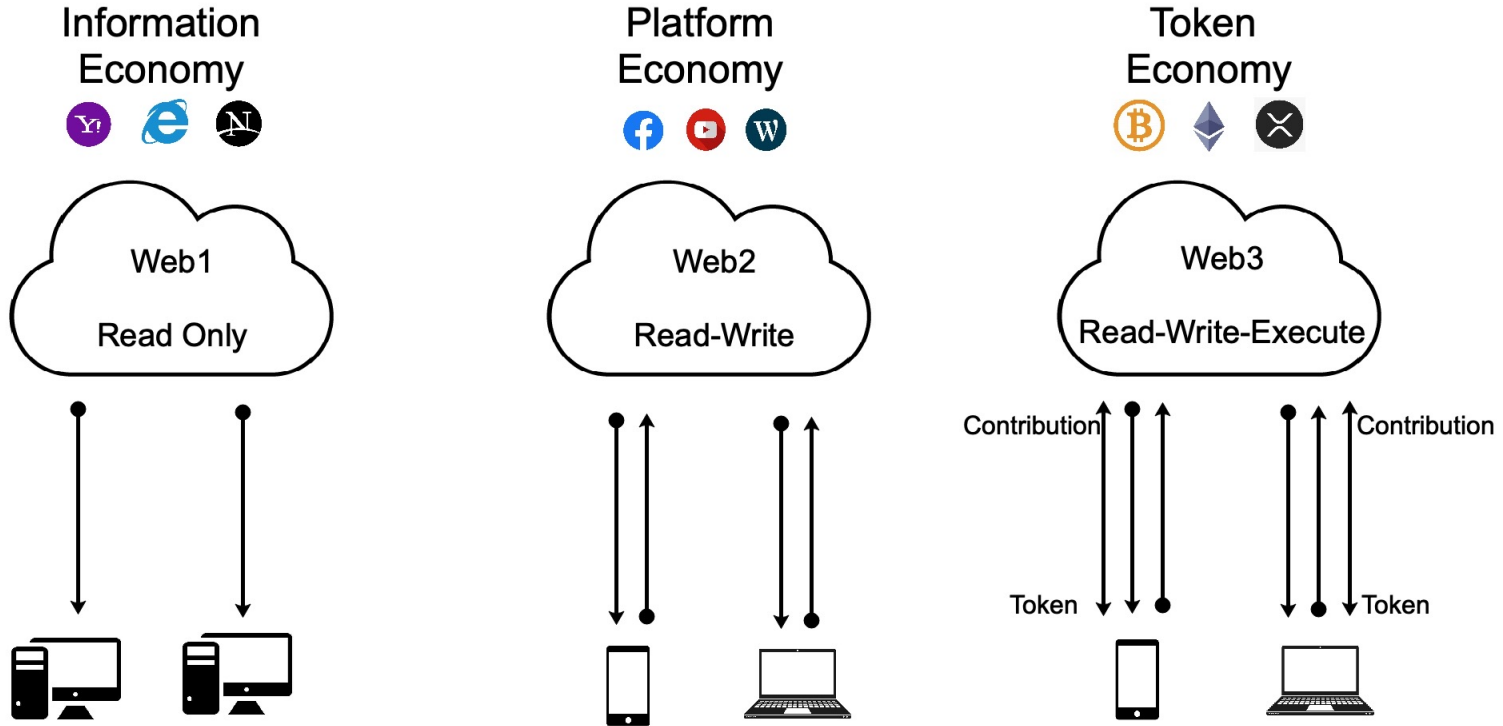 Information
Economy
Y!
e
N
Web1
Read Only
Platform
Economy
f
W
Web2
Read-Write
Token
Economy
₿
Web3
Read-Write-Execute
Contribution
Contribution
Token
Token